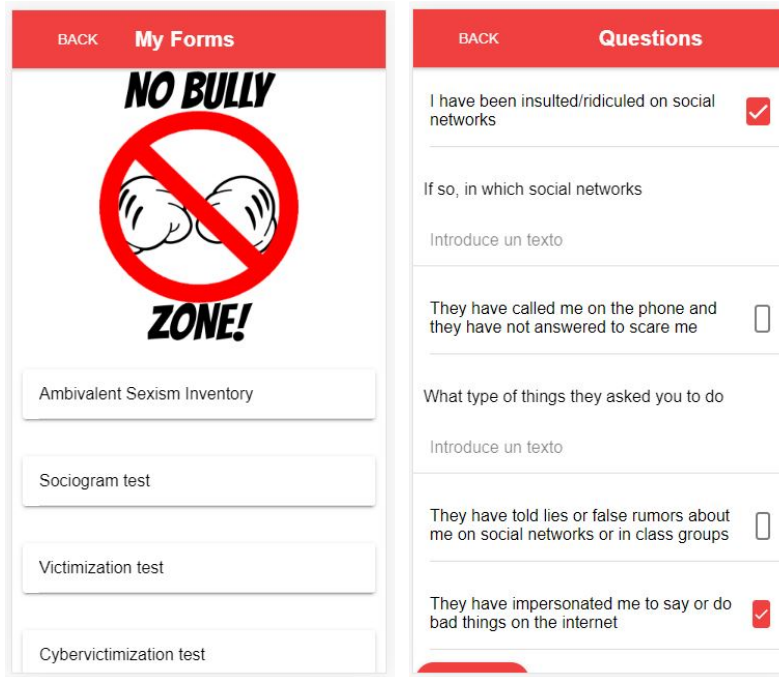 BACK My Forms
NO BULLY
ZONE!
Ambivalent Sexism Inventory
Sociogram test
Victimization test
Cybervictimization test
BACK Questions
I have been insulted/ridiculed on social
networks
If so, in which social networks
Introduce un texto
They have called me on the phone and
they have not answered to scare me
What type of things they asked you to do
Introduce un texto
They have told lies or false rumors about
me on social networks or in class groups
They have impersonated me to say or do
bad things on the internet